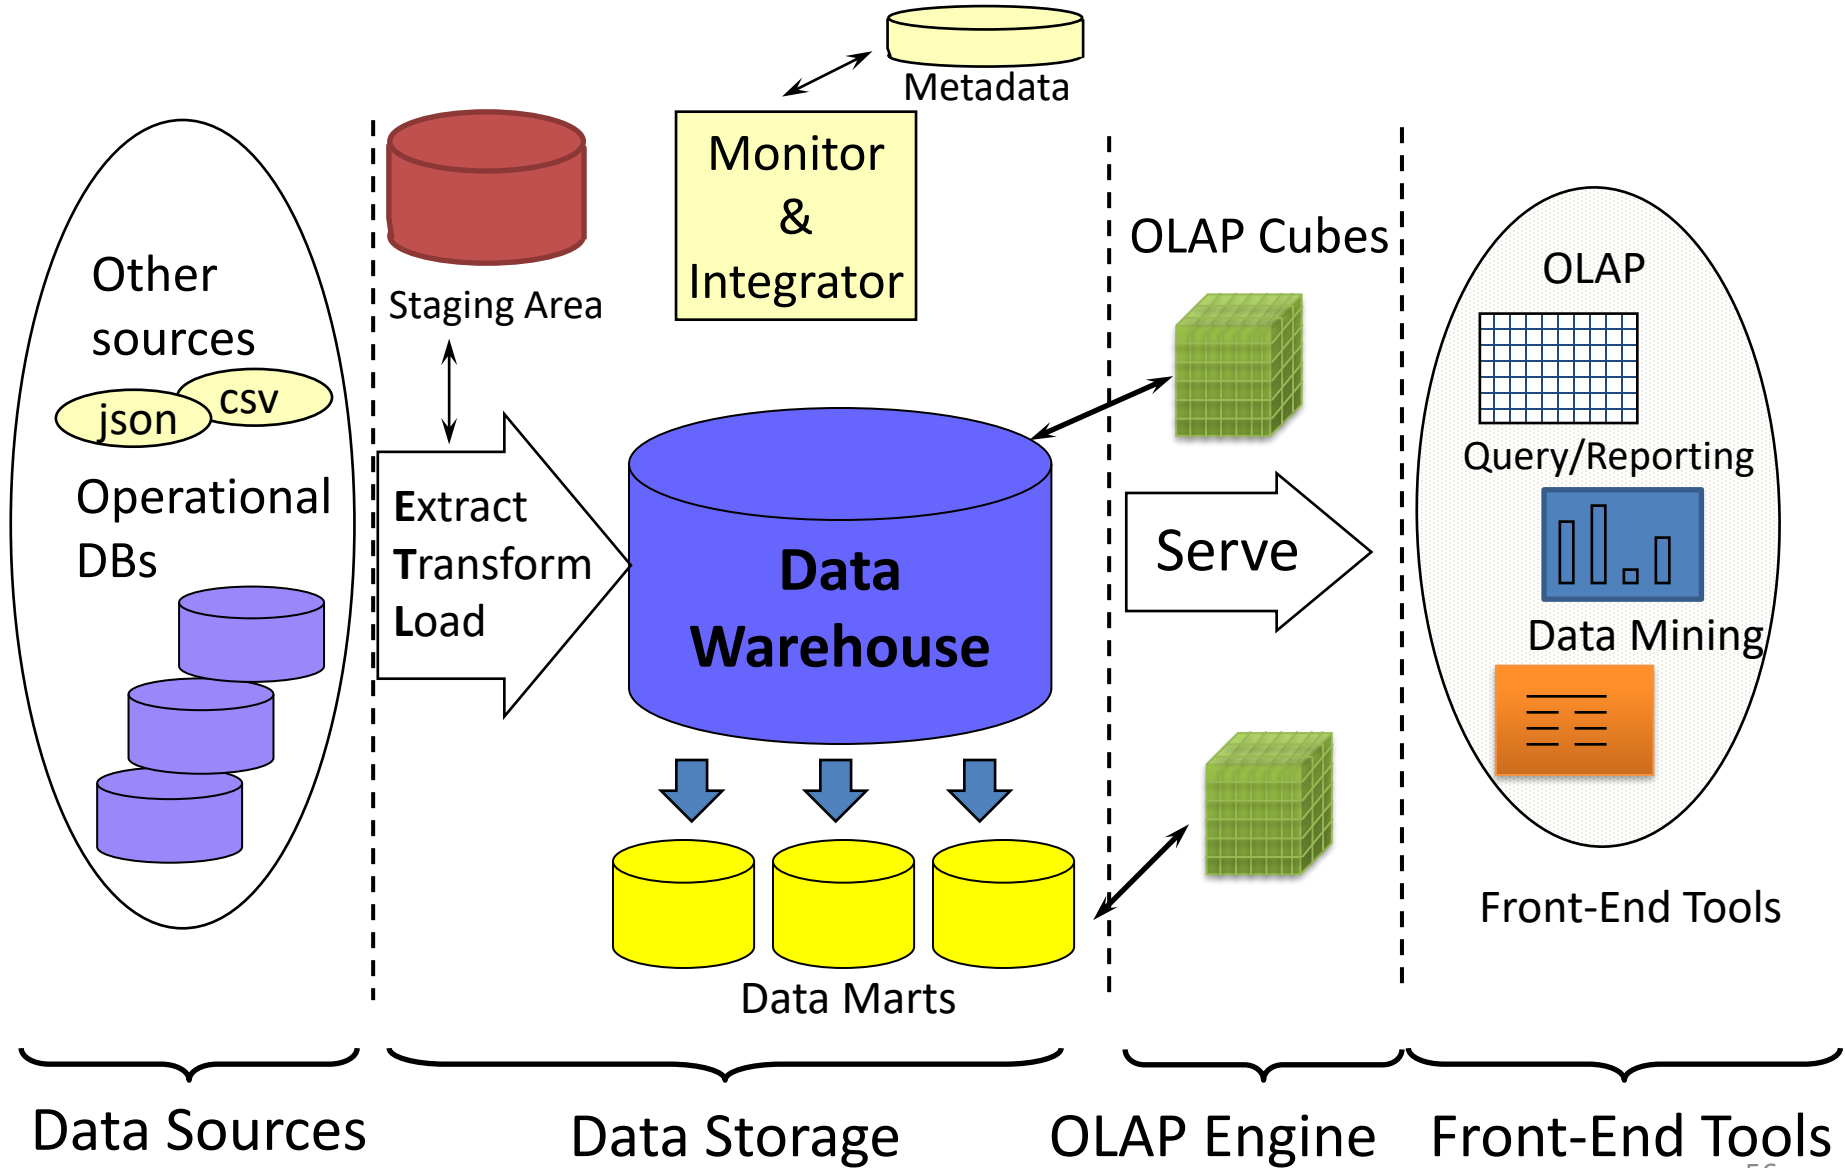 Metadata
Monitor
&
Integrator
Staging Area
Other
sources
json
csv
Operational
DBs
Extract
Transform
Load
Data
Warehouse
Data Marts
OLAP Cubes
Serve
OLAP
Query/Reporting
Data Mining
Front-End Tools
Data Sources
Data Storage
OLAP Engine
Front-End Tools